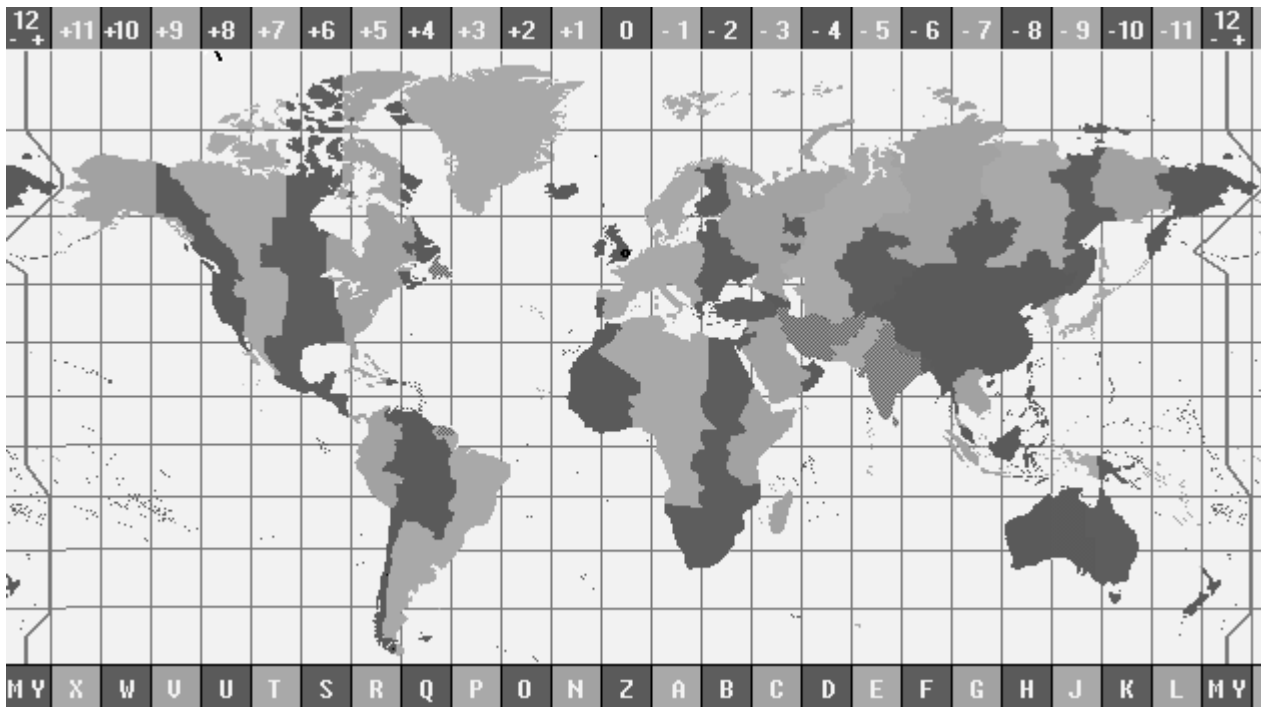 12 - + +11 +10 +9 +8 +7 +6 +5 +4 +3 +2 +1 0 - 1 - 2 - 3 - 4 - 5 - 6 - 7 - 8 - 9 -10 -11 12 - +
M Y X W V U T S R Q P O N Z A B C D E F G H J K L M Y